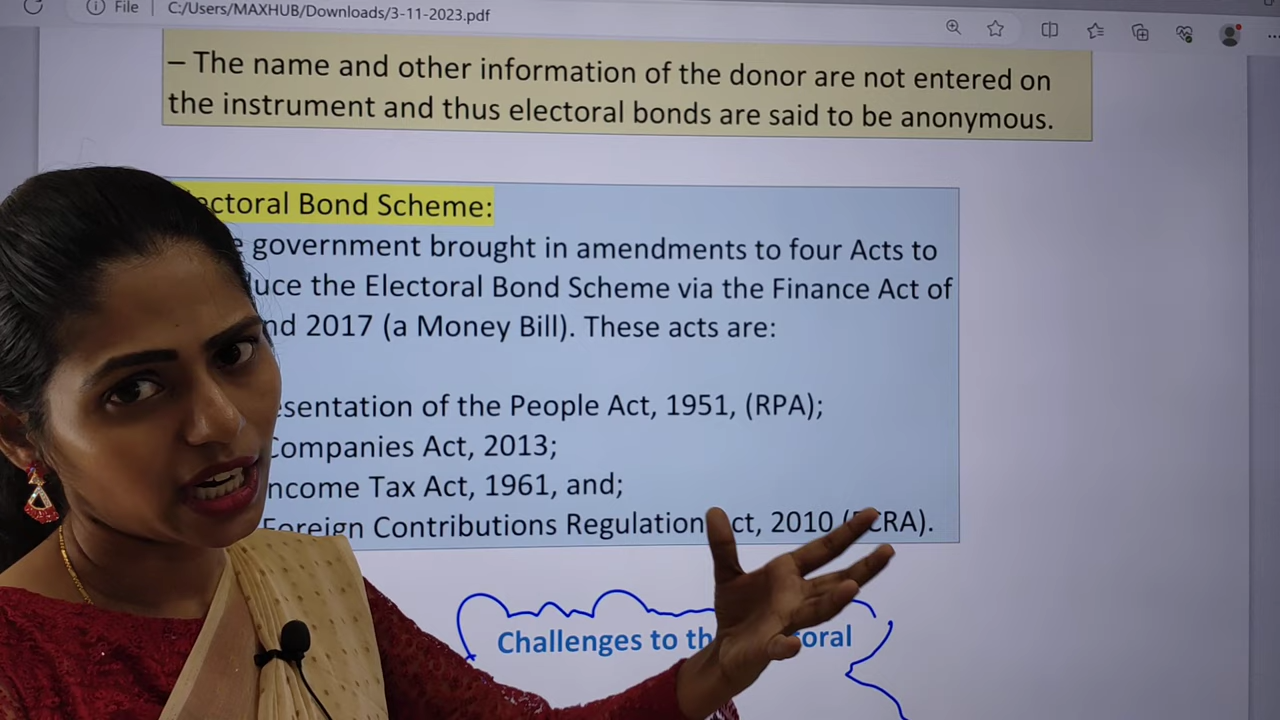 File C:/Users/MAXHUB/Downloads/3-11-2023.pdf
– The name and other information of the donor are not entered on
the instrument and thus electoral bonds are said to be anonymous.
ectoral Bond Scheme:
government brought in amendments to four Acts to
uce the Electoral Bond Scheme via the Finance Act of
nd 2017 (a Money Bill). These acts are:
esentation of the People Act, 1951, (RPA);
Companies Act, 2013;
ncome Tax Act, 1961, and;
Foreign Contributions Regulation ct, 2010 (FCRA).
Challenges to th oral